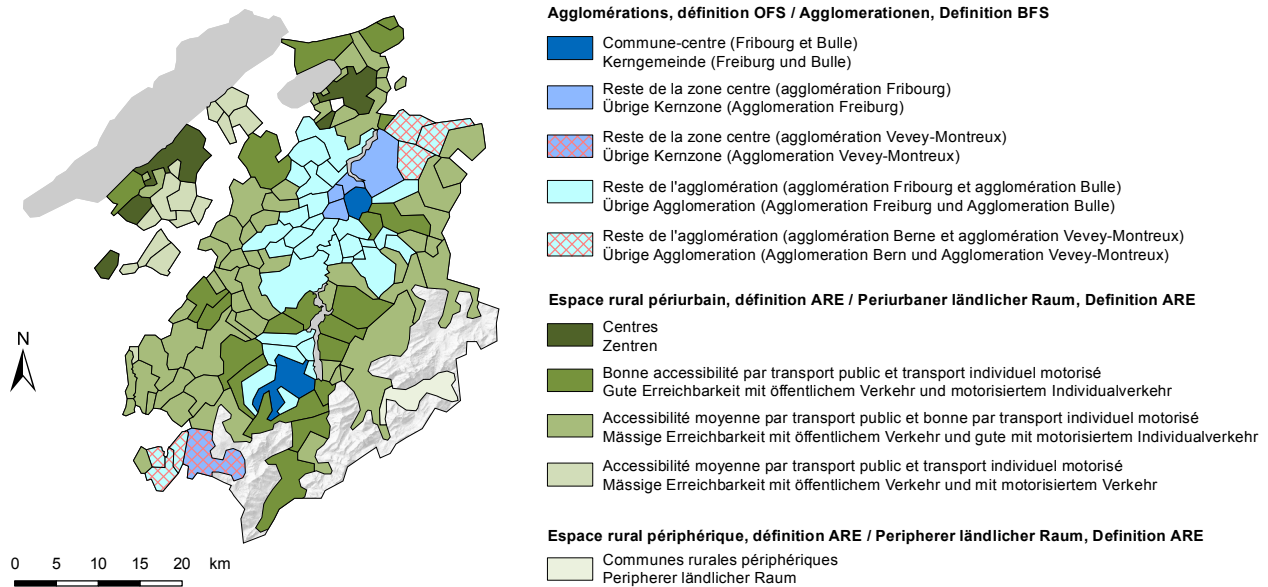 Agglomérations, définition OFS / Agglomerationen, Definition BFS
Commune-centre (Fribourg et Bulle)
Kerngemeinde (Freiburg und Bulle)
Reste de la zone centre (agglomération Fribourg)
Übrige Kernzone (Agglomeration Freiburg)
Reste de la zone centre (agglomération Vevey-Montreux)
Übrige Kernzone (Agglomeration Vevey-Montreux)
Reste de l'agglomération (agglomération Fribourg et agglomération Bulle)
Übrige Agglomeration (Agglomeration Freiburg und Agglomeration Bulle)
Reste de l'agglomération (agglomération Berne et agglomération Vevey-Montreux)
Übrige Agglomeration (Agglomeration Bern und Agglomeration Vevey-Montreux)
Espace rural périurbain, définition ARE / Periurbaner ländlicher Raum, Definition ARE
Centres
Zentren
Bonne accessibilité par transport public et transport individuel motorisé
Gute Erreichbarkeit mit öffentlichem Verkehr und motorisiertem Individualverkehr
Accessibilité moyenne par transport public et bonne par transport individuel motorisé
Mässige Erreichbarkeit mit öffentlichem Verkehr und gute mit motorisiertem Individualverkehr
Accessibilité moyenne par transport public et transport individuel motorisé
Mässige Erreichbarkeit mit öffentlichem Verkehr und mit motorisiertem Verkehr
Espace rural périphérique, définition ARE / Peripherer ländlicher Raum, Definition ARE
Communes rurales périphériques
Peripherer ländlicher Raum
N
0 5 10 15 20 km